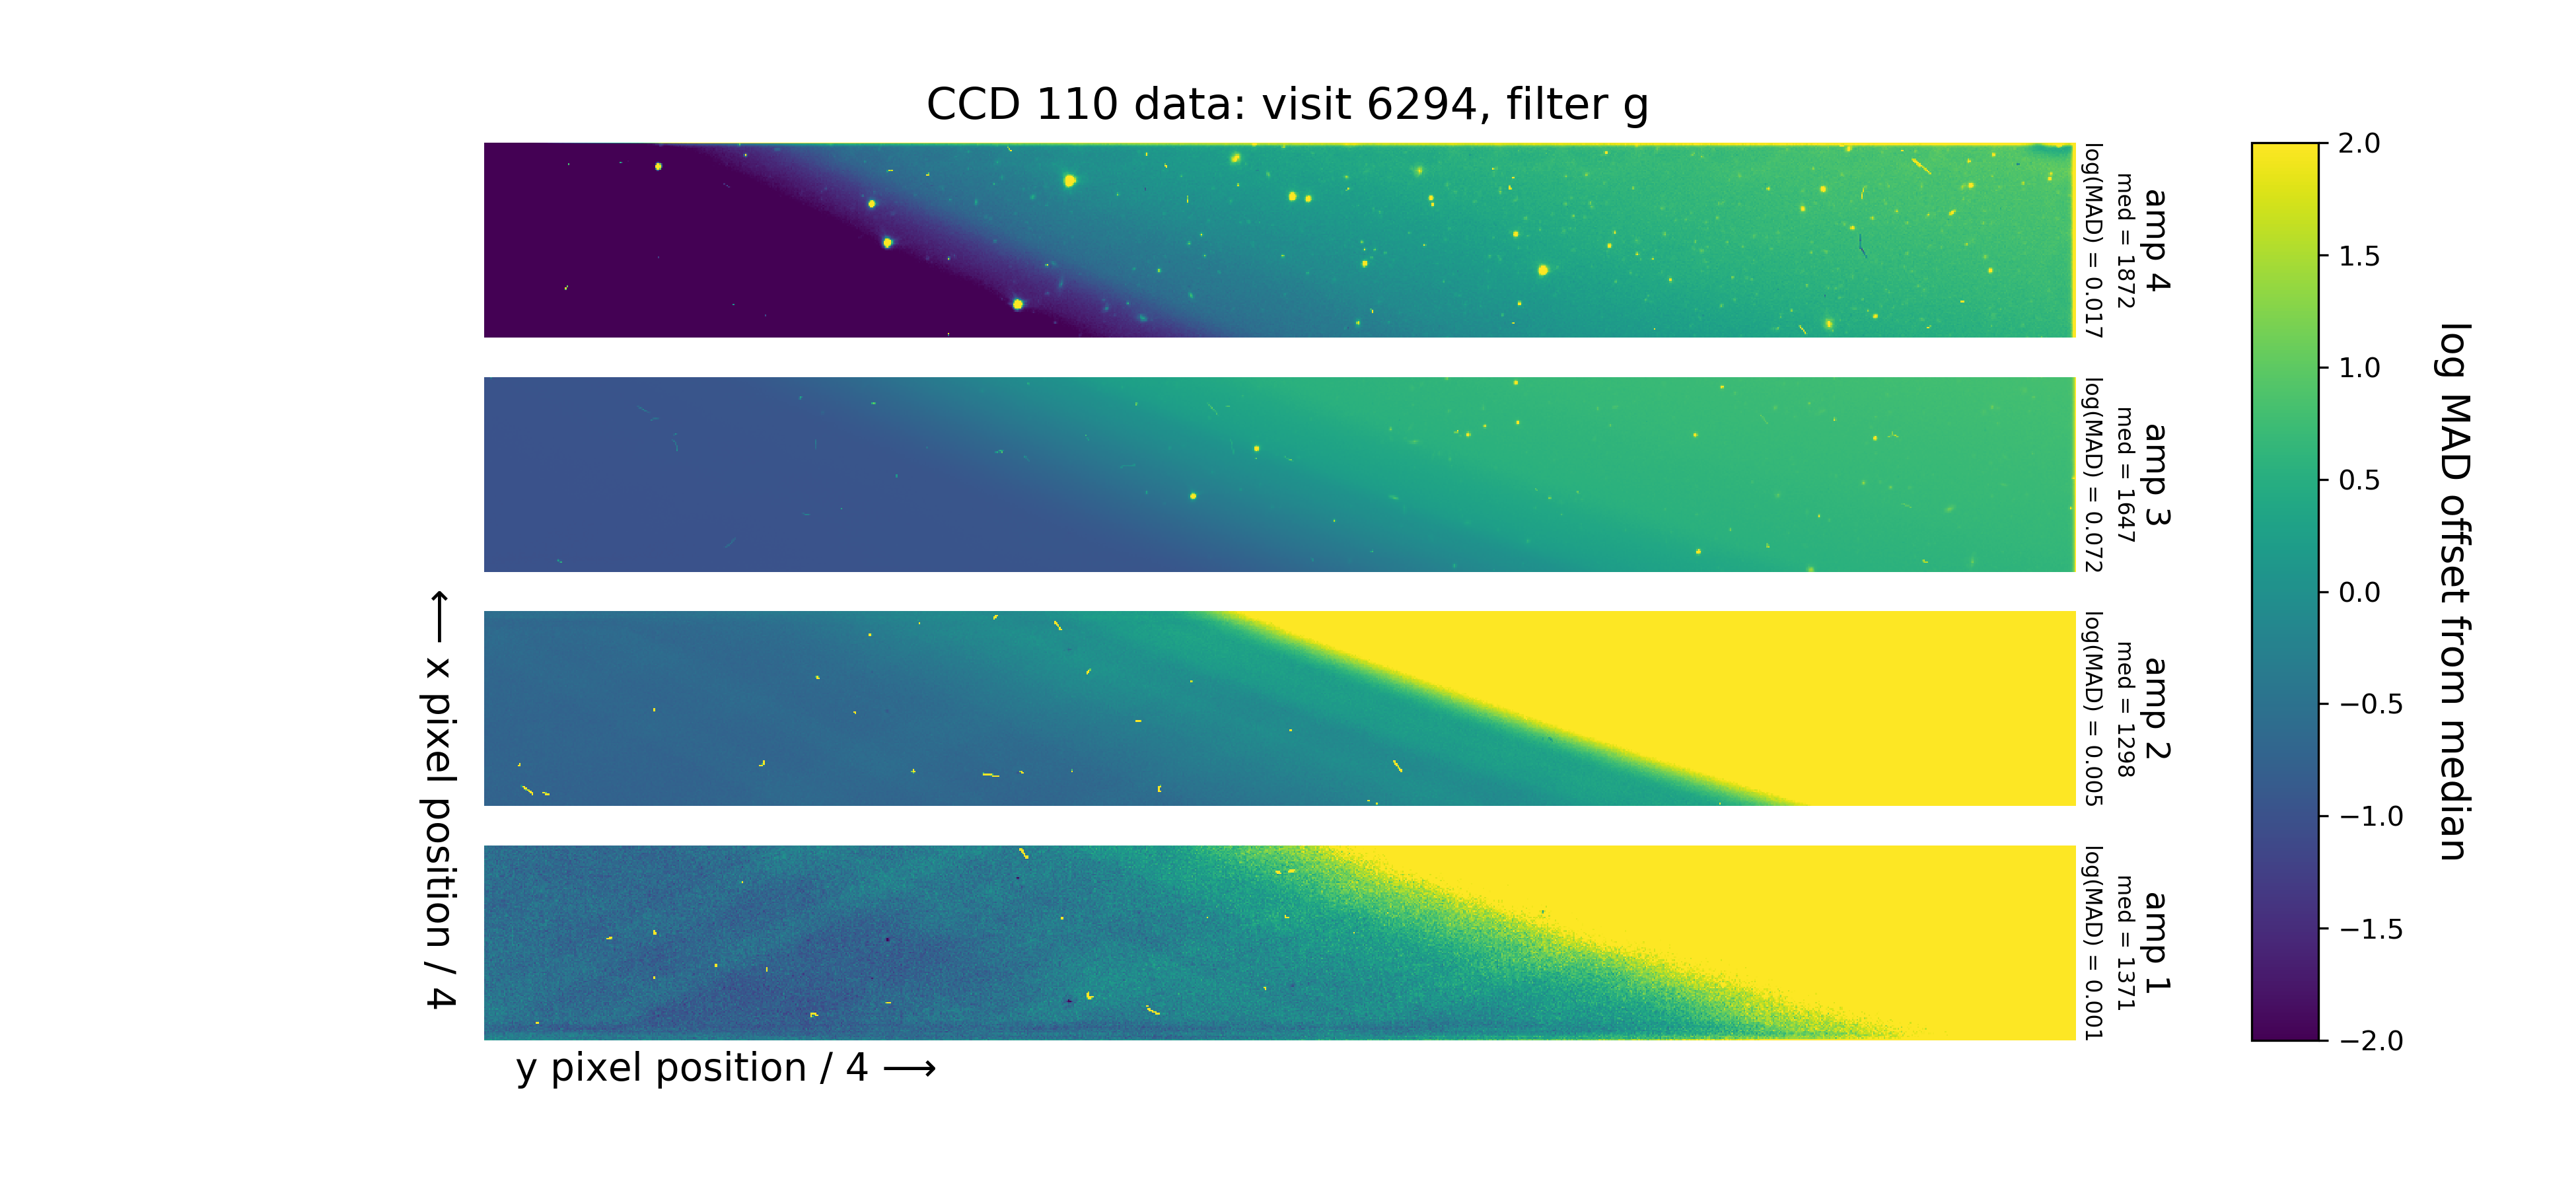 CCD 110 data: visit 6294, filter g
amp 4
med = 1872
log(MAD) = 0.017
amp 3
med = 1647
log(MAD) = 0.072
amp 2
med = 1298
log(MAD) = 0.005
amp 1
med = 1371
log(MAD) = 0.001
⟵ x pixel position / 4
y pixel position / 4 ⟶
2.0
1.5
1.0
0.5
0.0
−0.5
−1.0
−1.5
−2.0
log MAD offset from median